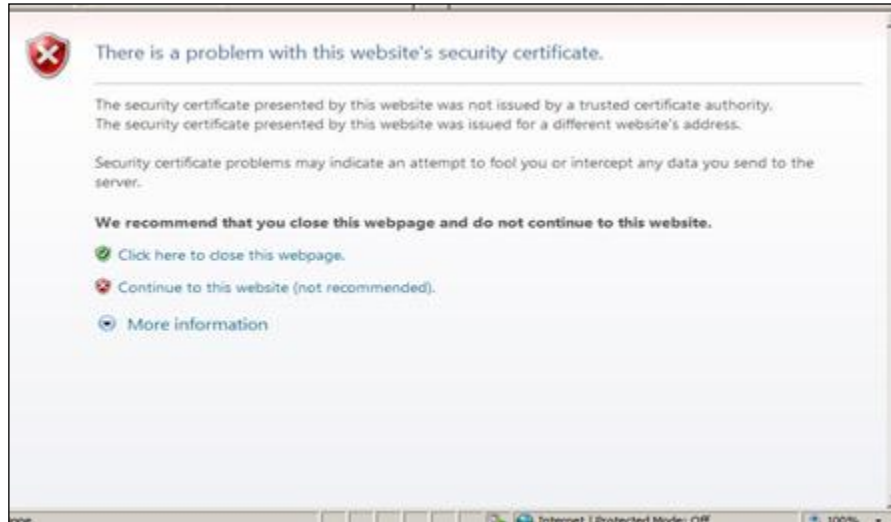 There is a problem with this website's security certificate.
The security certificate presented by this website was not issued by a trusted certificate authority.
The security certificate presented by this website was issued for a different website's address.
Security certificate problems may indicate an attempt to fool you or intercept any data you send to the
server.
We recommend that you close this webpage and do not continue to this website.
Click here to close this webpage.
Continue to this website (not recommended).
More information
Internet | Protected Mode: Off
100%